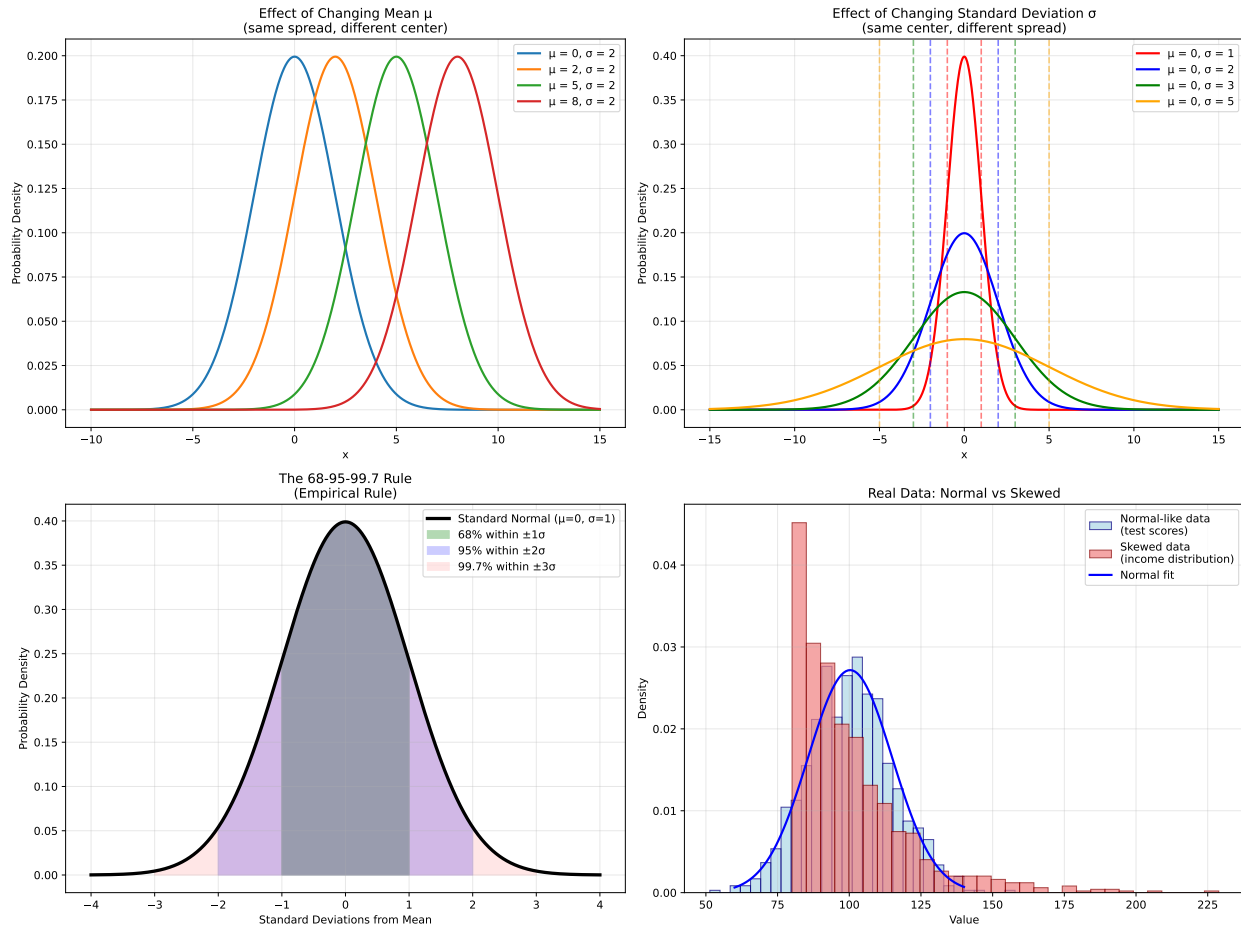 Effect of Changing Mean μ
(same spread, different center)
Probability Density
0.200
0.175
0.150
0.125
0.100
0.075
0.050
0.025
0.000
−10
−5
0
5
10
15
x
μ = 0, σ = 2
μ = 2, σ = 2
μ = 5, σ = 2
μ = 8, σ = 2
Effect of Changing Standard Deviation σ
(same center, different spread)
Probability Density
0.40
0.35
0.30
0.25
0.20
0.15
0.10
0.05
0.00
−15
−10
−5
0
5
10
15
x
μ = 0, σ = 1
μ = 0, σ = 2
μ = 0, σ = 3
μ = 0, σ = 5
The 68-95-99.7 Rule
(Empirical Rule)
Probability Density
0.40
0.35
0.30
0.25
0.20
0.15
0.10
0.05
0.00
−4
−3
−2
−1
0
1
2
3
4
Standard Deviations from Mean
Standard Normal (μ=0, σ=1)
68% within ±1σ
95% within ±2σ
99.7% within ±3σ
Real Data: Normal vs Skewed
Density
0.04
0.03
0.02
0.01
0.00
50
75
100
125
150
175
200
225
Value
Normal-like data
(test scores)
Skewed data
(income distribution)
Normal fit